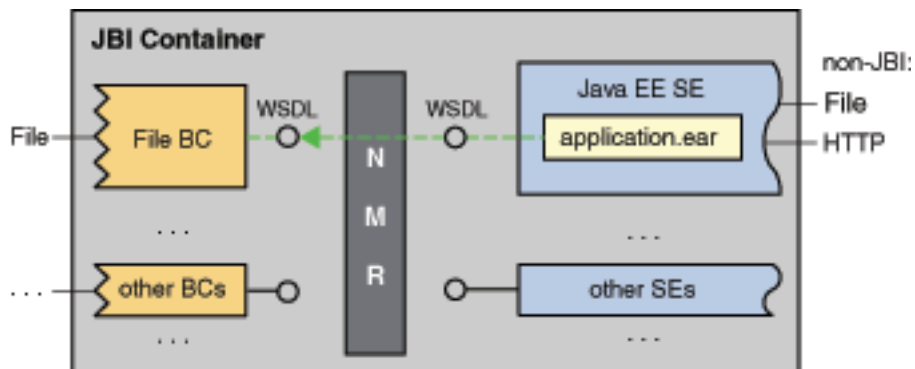 JBI Container
non-JBI:
WSDL
WSDL
Java EE SE
File
File
File BC
application.ear
HTTP
N
M
R
. . .
. . .
. . .
other BCs
other SEs
. . .
. . .